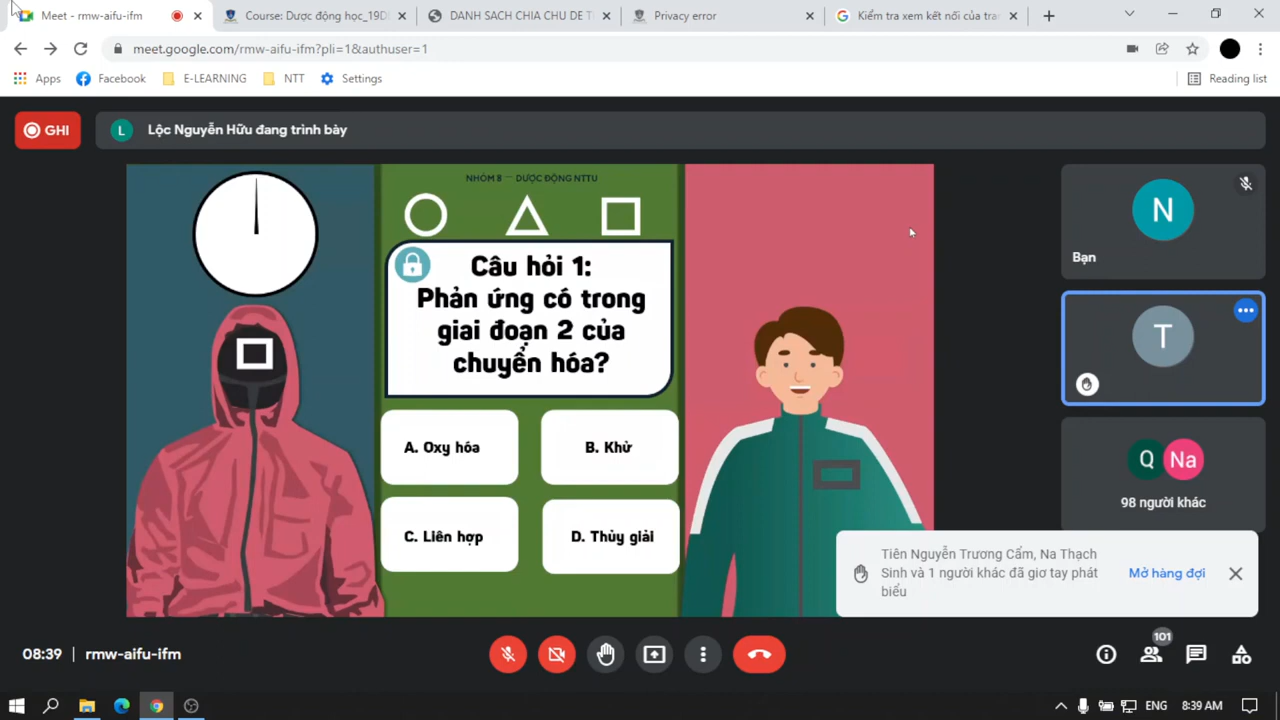 Meet - rmw-aifu-ifm
Course: Dược động học_19D
DANH SACH CHIA CHU DE T
Privacy error
Kiểm tra xem kết nối của tra
meet.google.com/rmw-aifu-ifm?pli=1&authuser=1
Apps
Facebook
E-LEARNING
NTT
Settings
Reading list
GHI
L
Lộc Nguyễn Hữu đang trình bày
NHÓM 8 — DƯỢC ĐỘNG NTTU
Câu hỏi 1:
Phản ứng có trong
giai đoạn 2 của
chuyển hóa?
A. Oxy hóa
B. Khử
C. Liên hợp
D. Thủy giải
N
Bạn
T
Q
Na
98 người khác
Tiên Nguyễn Trương Cẩm, Na Thạch
Sinh và 1 người khác đã giơ tay phát
biểu
Mở hàng đợi
08:39
rmw-aifu-ifm
101
ENG
8:39 AM